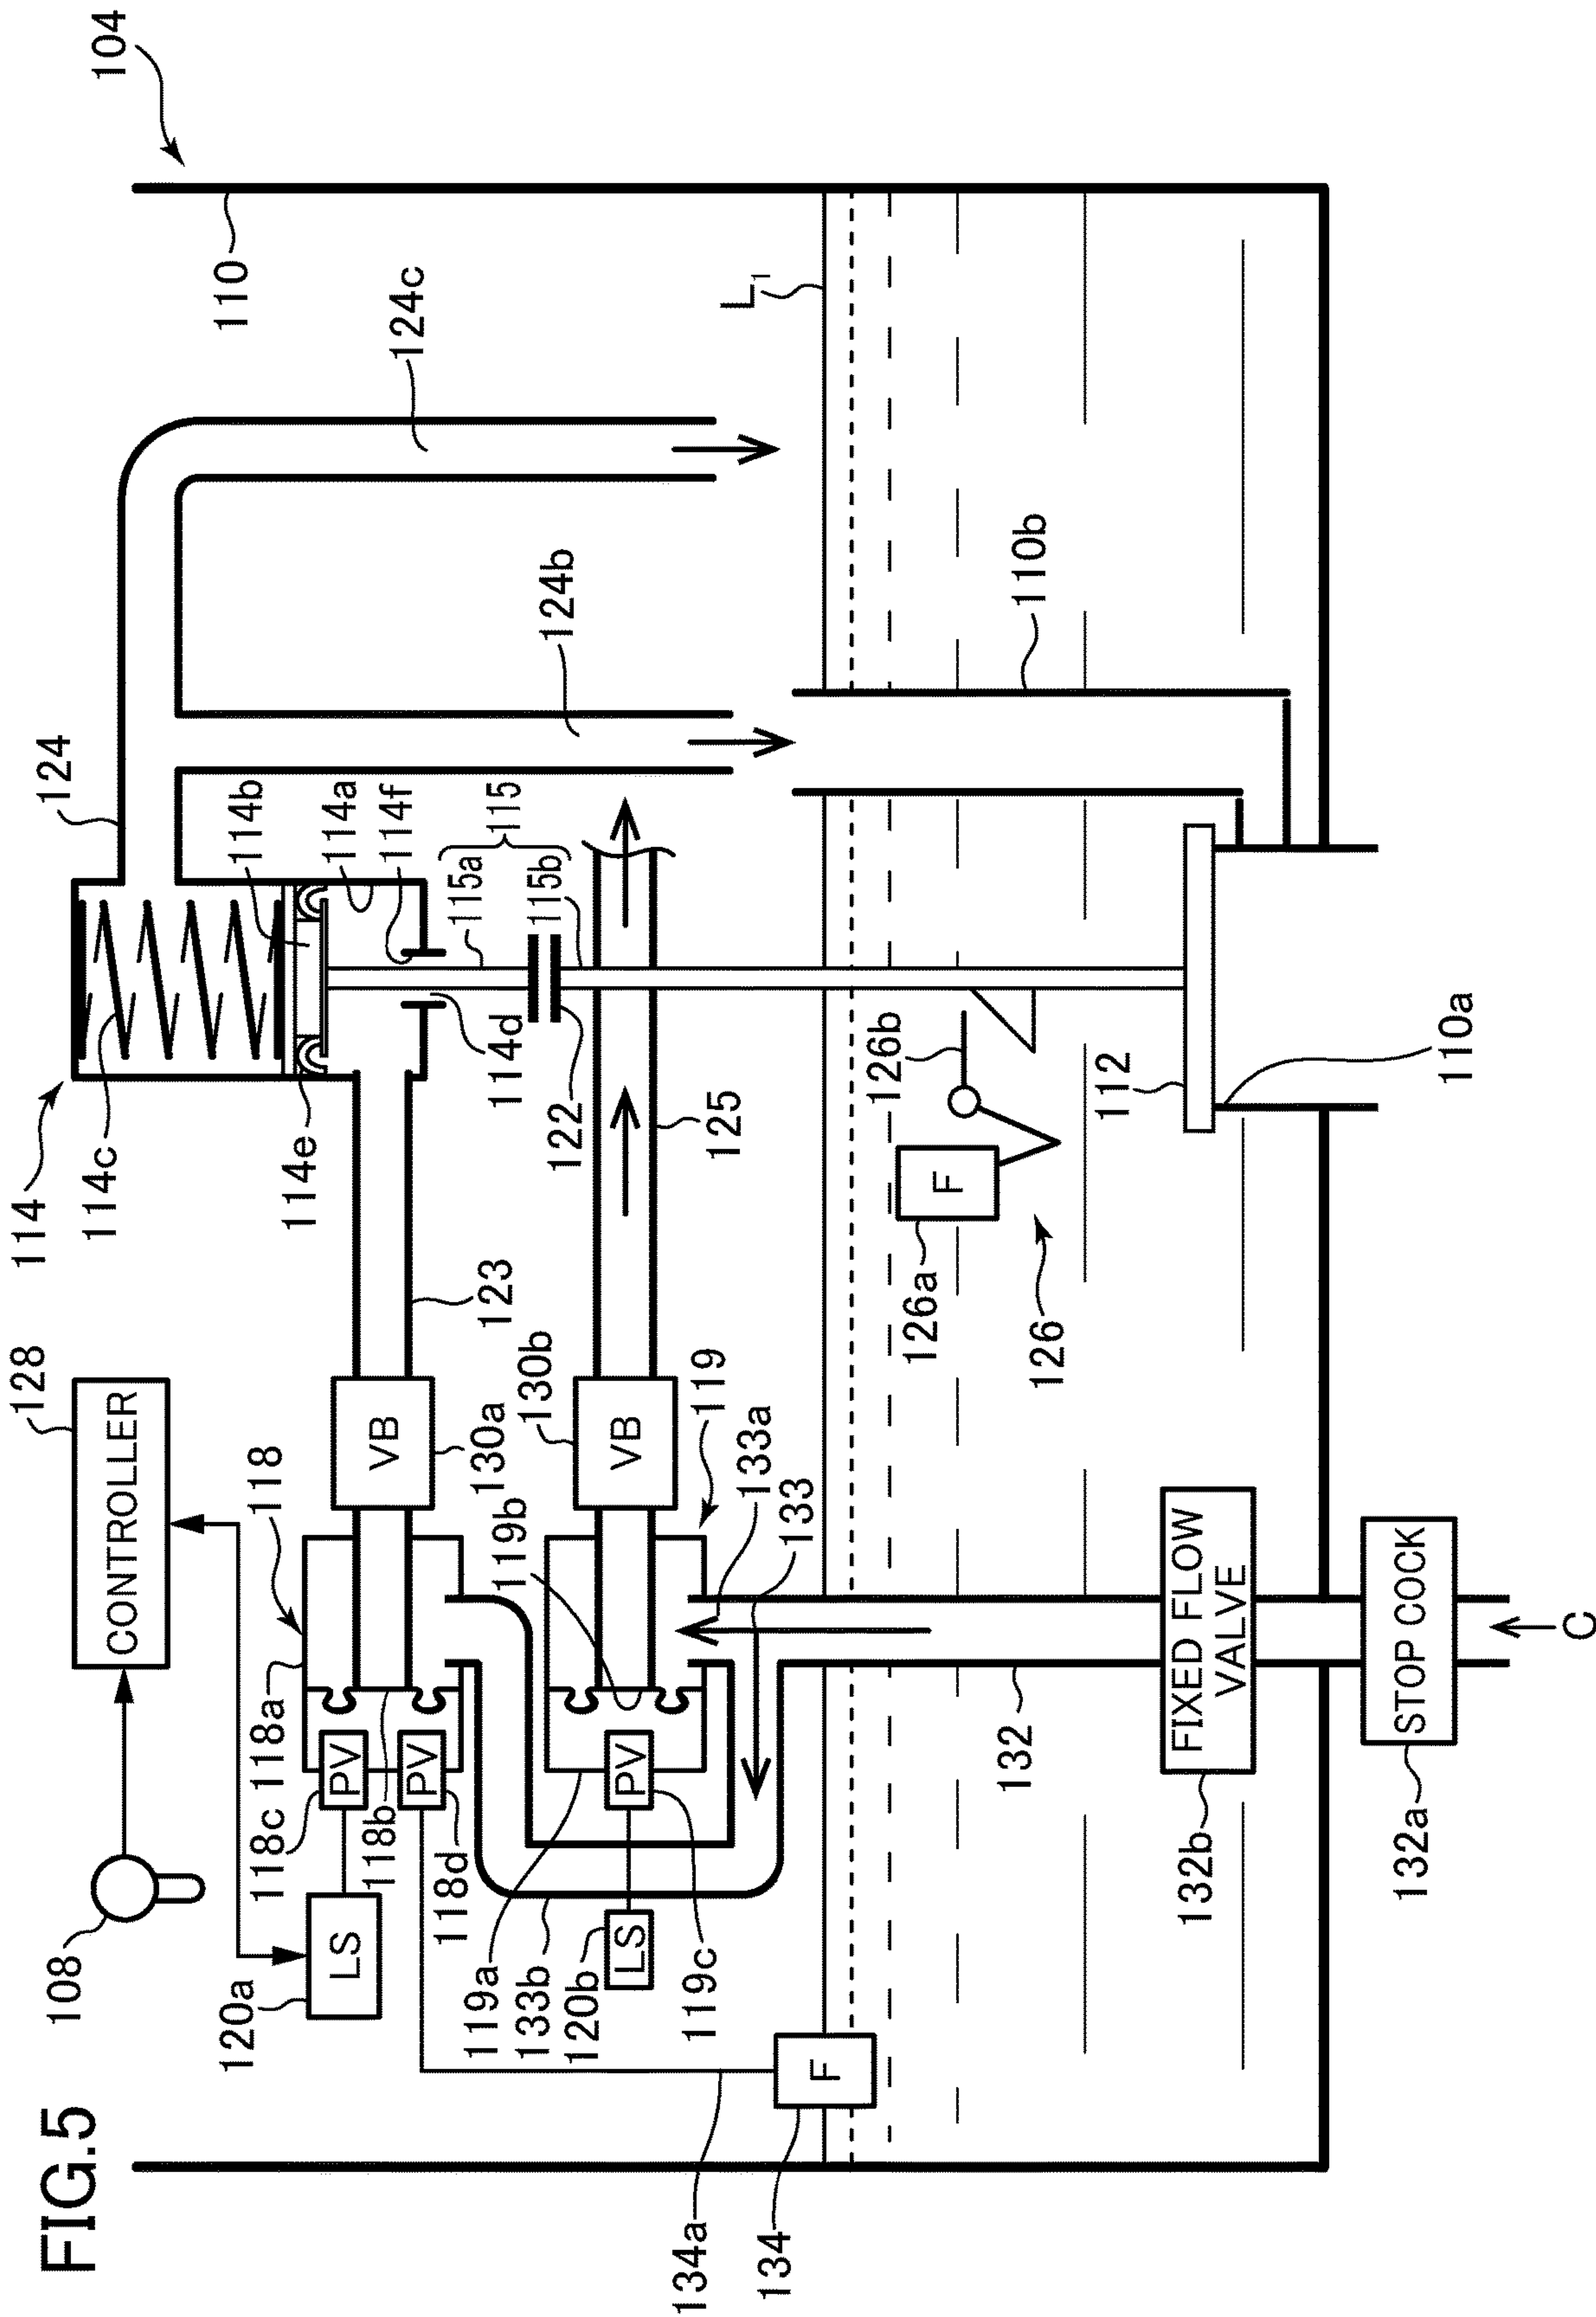 FIG.5
104
110
124
124c
124b
110b
L1
114
114c
114e
114b
114a
114f
114d
115
115a
115b
122
125
123
128
CONTROLLER
108
118
118a
118b
118c
118d
PV
PV
LS
120a
VB
130a
VB
130b
119
119a
119b
119c
PV
LS
120b
133
133a
133b
126
126a
126b
F
112
110a
132
FIXED FLOW
VALVE
132b
STOP COCK
132a
C
F
134
134a